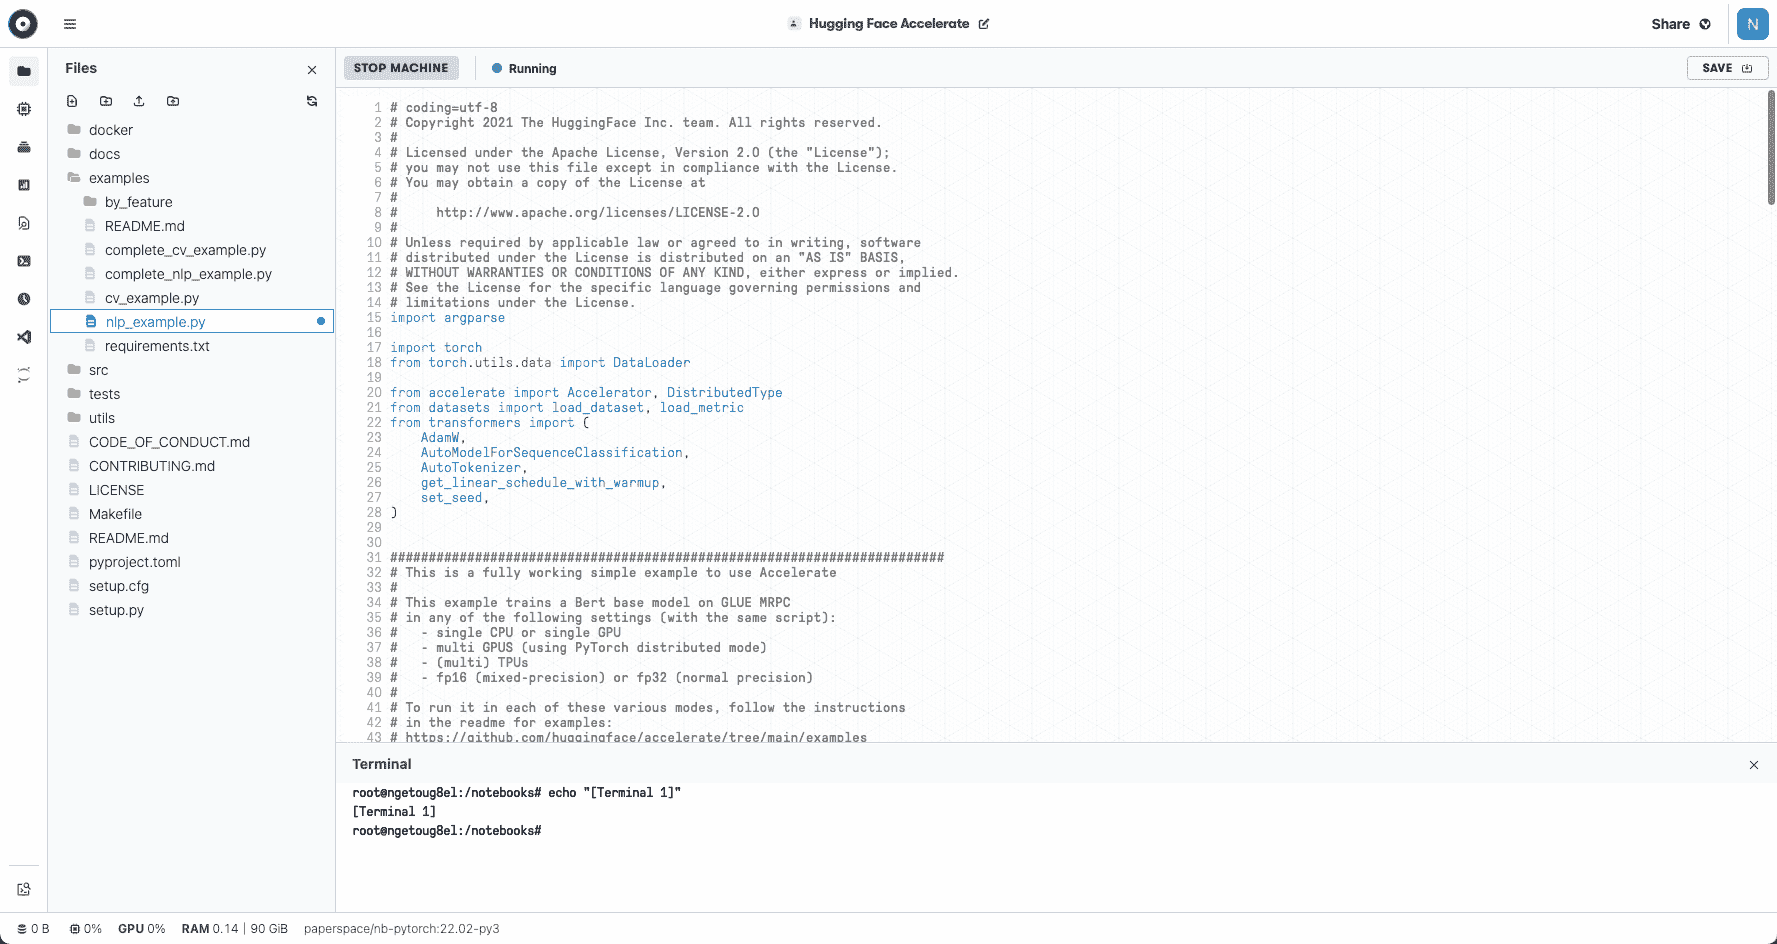 Hugging Face Accelerate
Share
N
Files
STOP MACHINE
Running
SAVE
docker
docs
examples
by_feature
README.md
complete_cv_example.py
complete_nlp_example.py
cv_example.py
nlp_example.py
requirements.txt
src
tests
utils
CODE_OF_CONDUCT.md
CONTRIBUTING.md
LICENSE
Makefile
README.md
pyproject.toml
setup.cfg
setup.py
1 # coding=utf-8
2 # Copyright 2021 The HuggingFace Inc. team. All rights reserved.
3 #
4 # Licensed under the Apache License, Version 2.0 (the "License");
5 # you may not use this file except in compliance with the License.
6 # You may obtain a copy of the License at
7 #
8 #     http://www.apache.org/licenses/LICENSE-2.0
9 #
10 # Unless required by applicable law or agreed to in writing, software
11 # distributed under the License is distributed on an "AS IS" BASIS,
12 # WITHOUT WARRANTIES OR CONDITIONS OF ANY KIND, either express or implied.
13 # See the License for the specific language governing permissions and
14 # limitations under the License.
15 import argparse
16
17 import torch
18 from torch.utils.data import DataLoader
19
20 from accelerate import Accelerator, DistributedType
21 from datasets import load_dataset, load_metric
22 from transformers import (
23     AdamW,
24     AutoModelForSequenceClassification,
25     AutoTokenizer,
26     get_linear_schedule_with_warmup,
27     set_seed,
28 )
29
30
31 ########################################################################
32 # This is a fully working simple example to use Accelerate
33 #
34 # This example trains a Bert base model on GLUE MRPC
35 # in any of the following settings (with the same script):
36 #   - single CPU or single GPU
37 #   - multi GPUS (using PyTorch distributed mode)
38 #   - (multi) TPUs
39 #   - fp16 (mixed-precision) or fp32 (normal precision)
40 #
41 # To run it in each of these various modes, follow the instructions
42 # in the readme for examples:
43 # https://github.com/huggingface/accelerate/tree/main/examples
Terminal
root@ngetoug8el:/notebooks# echo "[Terminal 1]"
[Terminal 1]
root@ngetoug8el:/notebooks#
0 B 0% GPU 0% RAM 0.14 | 90 GiB paperspace/nb-pytorch:22.02-py3